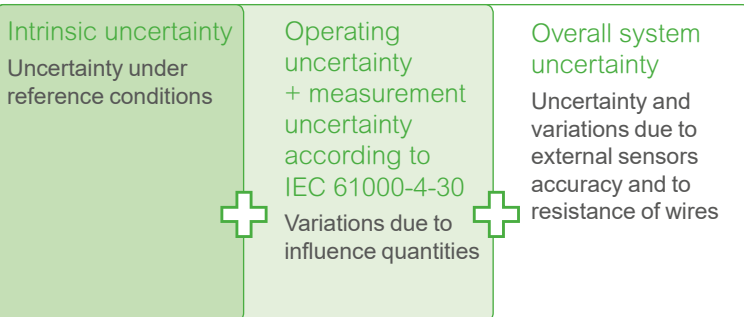 Intrinsic uncertainty
Uncertainty under
reference conditions
Operating
uncertainty
+ measurement
uncertainty
according to
IEC 61000-4-30
Variations due to
influence quantities
Overall system
uncertainty
Uncertainty and
variations due to
external sensors
accuracy and to
resistance of wires